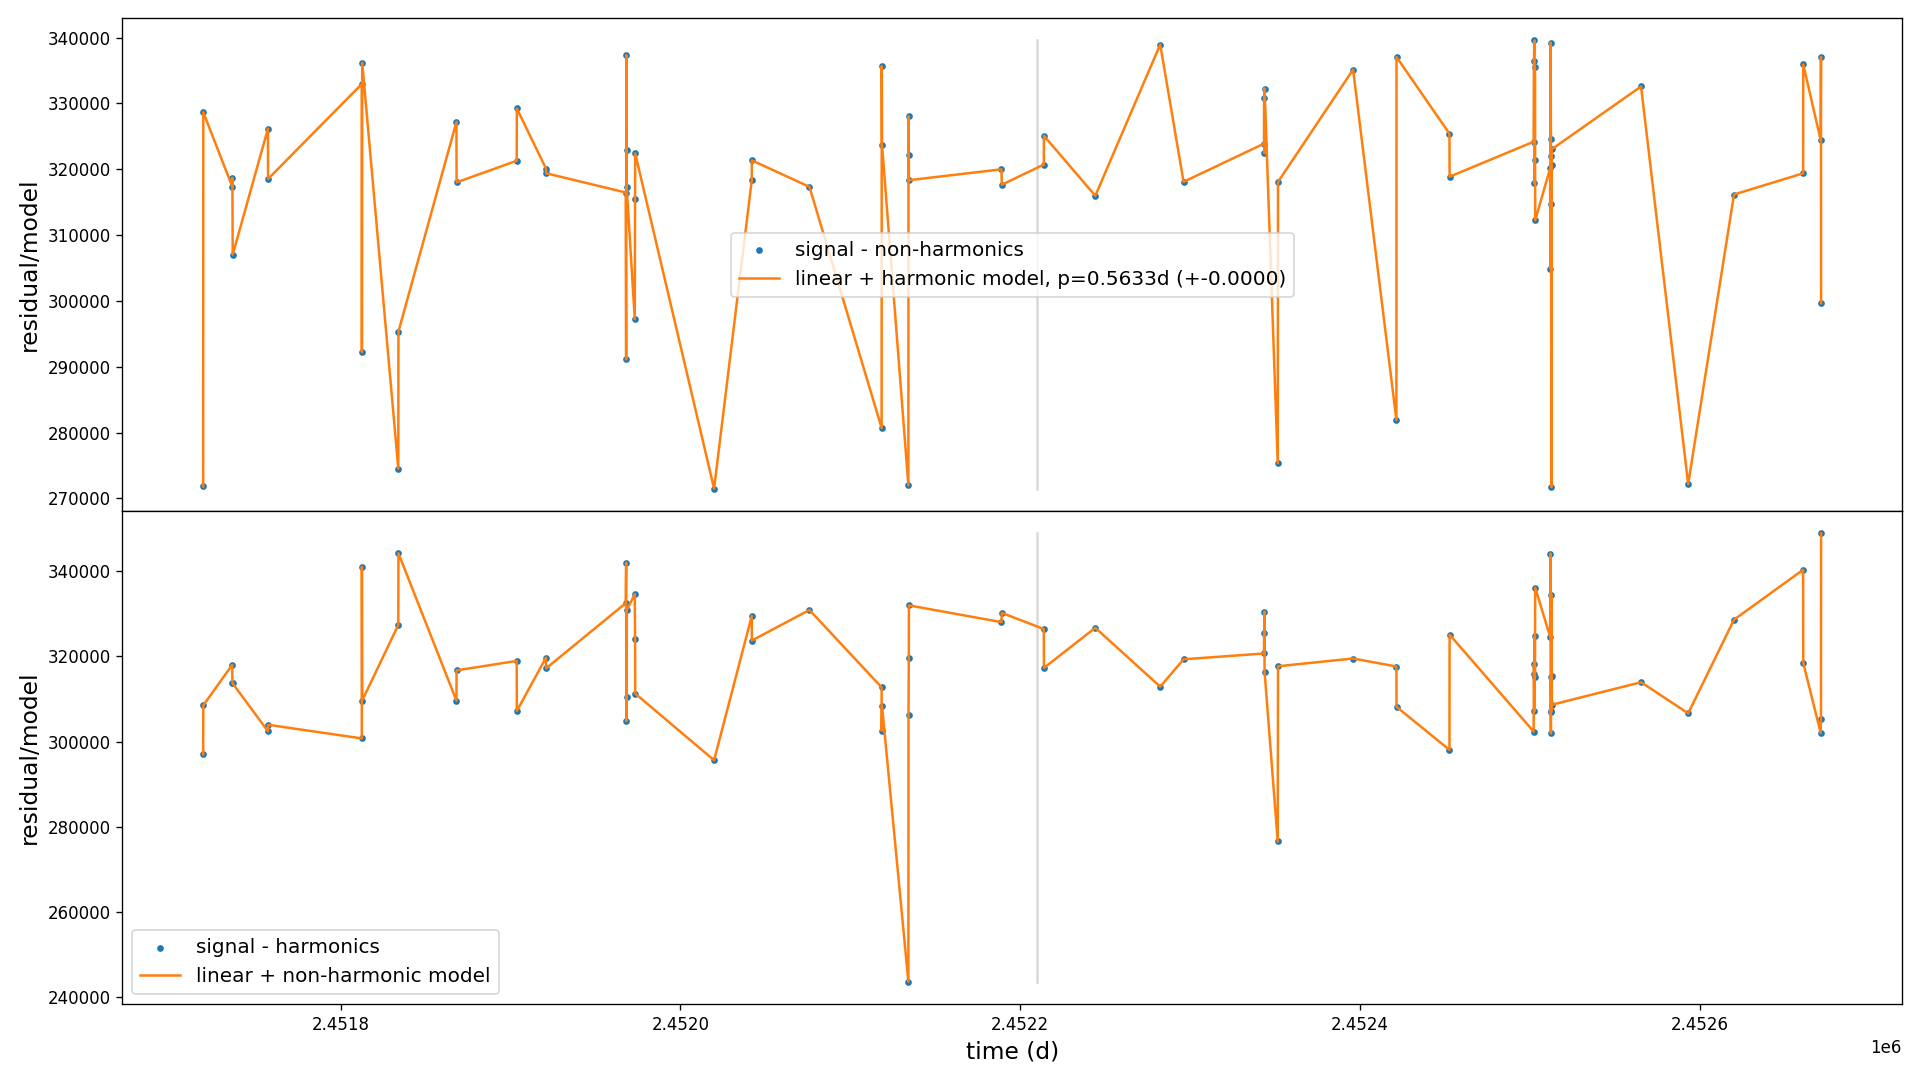 340000
330000
320000
310000
300000
290000
280000
270000
residual/model
signal - non-harmonics
linear + harmonic model, p=0.5633d (+-0.0000)
340000
320000
300000
280000
260000
240000
residual/model
signal - harmonics
linear + non-harmonic model
2.4518
2.4520
2.4522
2.4524
2.4526
1e6
time (d)